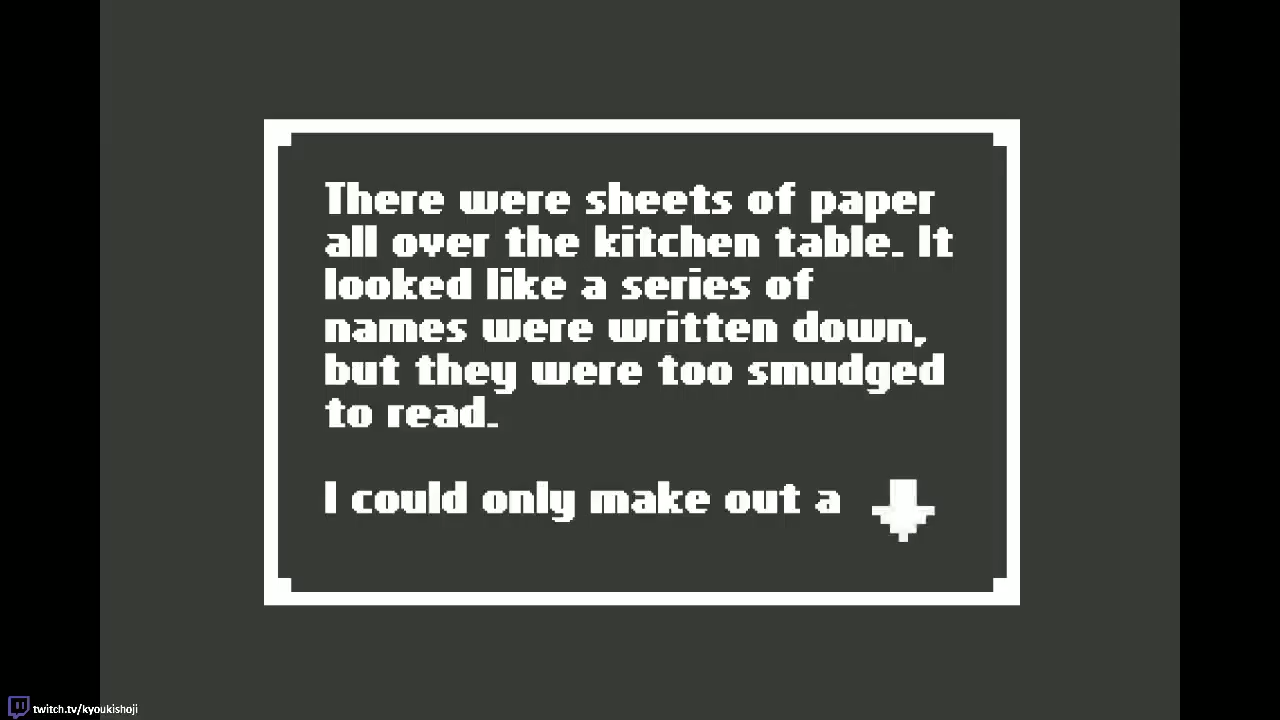 There were sheets of paper
all over the kitchen table. It
looked like a series of
names were written down,
but they were too smudged
to read.
I could only make out a
twitch.tv/kyoukishoji